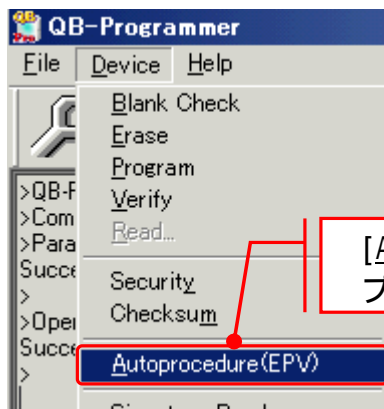 QB-Programmer
File Device Help
Blank Check
Erase
Program
Verify
Read...
Security
Checksum
Autoprocedure(EPV)
>QB-F
>Com
>Para
Succe
>
>Oper
Succe
>
[A
プ